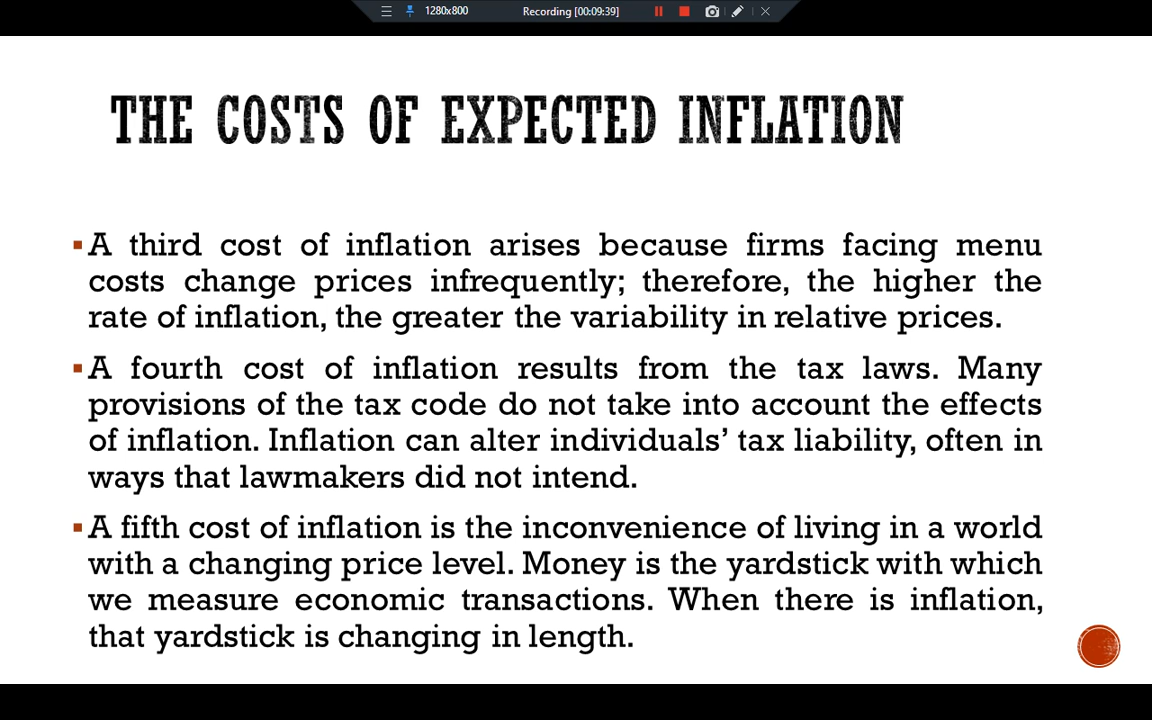 1280x800 Recording [00:09:39]
THE COSTS OF EXPECTED INFLATION
▪A third cost of inflation arises because firms facing menu
costs change prices infrequently; therefore, the higher the
rate of inflation, the greater the variability in relative prices.
▪A fourth cost of inflation results from the tax laws. Many
provisions of the tax code do not take into account the effects
of inflation. Inflation can alter individuals’ tax liability, often in
ways that lawmakers did not intend.
▪A fifth cost of inflation is the inconvenience of living in a world
with a changing price level. Money is the yardstick with which
we measure economic transactions. When there is inflation,
that yardstick is changing in length.